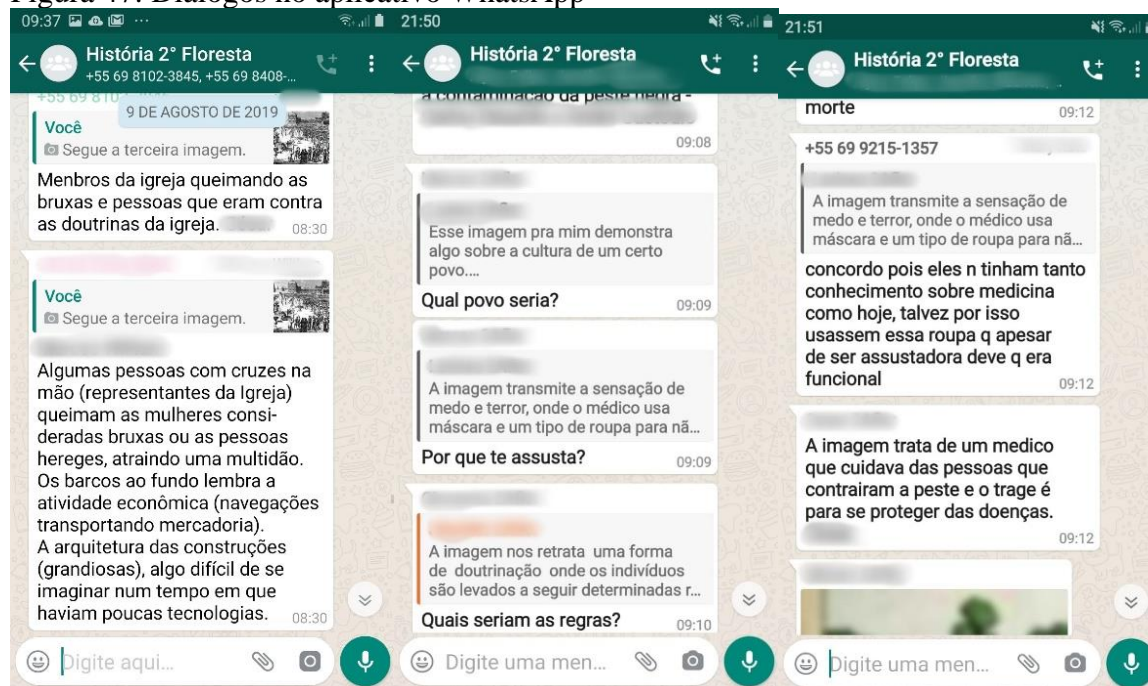 Figura 47: Diálogos no aplicativo WhatsApp
09:37
História 2° Floresta
+55 69 8102-3845, +55 69 8408-...
9 DE AGOSTO DE 2019
Você
Segue a terceira imagem.
Menbros da igreja queimando as
bruxas e pessoas que eram contra
as doutrinas da igreja.
08:30
Você
Segue a terceira imagem.
Algumas pessoas com cruzes na
mão (representantes da Igreja)
queimam as mulheres consi-
deradas bruxas ou as pessoas
hereges, atraindo uma multidão.
Os barcos ao fundo lembra a
atividade econômica (navegações
transportando mercadoria).
A arquitetura das construções
(grandiosas), algo difícil de se
imaginar num tempo em que
haviam poucas tecnologias.
08:30
Digite aqui...
21:50
História 2° Floresta
a contaminação da peste negra -
09:08
Esse imagem pra mim demonstra
algo sobre a cultura de um certo
povo....
Qual povo seria?
09:09
A imagem transmite a sensação de
medo e terror, onde o médico usa
máscara e um tipo de roupa para nã...
Por que te assusta?
09:09
A imagem nos retrata uma forma
de doutrinação onde os indivíduos
são levados a seguir determinadas r...
Quais seriam as regras?
09:10
Digite uma men...
21:51
História 2° Floresta
morte
09:12
+55 69 9215-1357
A imagem transmite a sensação de
medo e terror, onde o médico usa
máscara e um tipo de roupa para nã...
concordo pois eles n tinham tanto
conhecimento sobre medicina
como hoje, talvez por isso
usassem essa roupa q apesar
de ser assustadora deve q era
funcional
09:12
A imagem trata de um medico
que cuidava das pessoas que
contrairam a peste e o trage é
para se proteger das doenças.
09:12
Digite uma men...